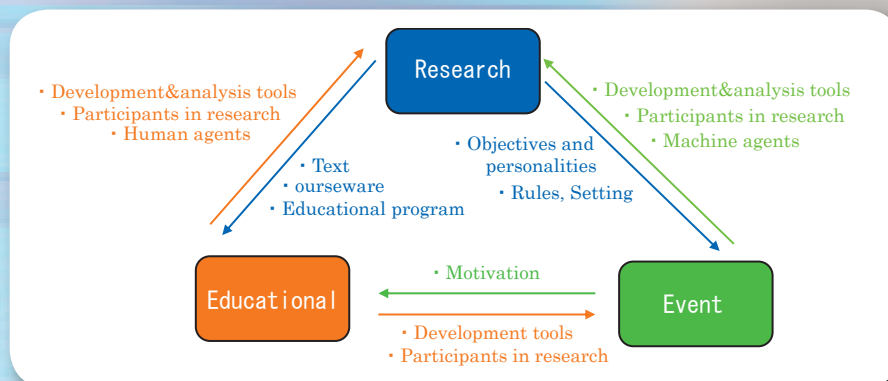 Research
・Development&analysis tools
・Participants in research
・Human agents
・Development&analysis tools
・Participants in research
・Machine agents
・Text
・ourseware
・Educational program
・Objectives and
personalities
・Rules, Setting
Educational
・Motivation
Event
・Development tools
・Participants in research